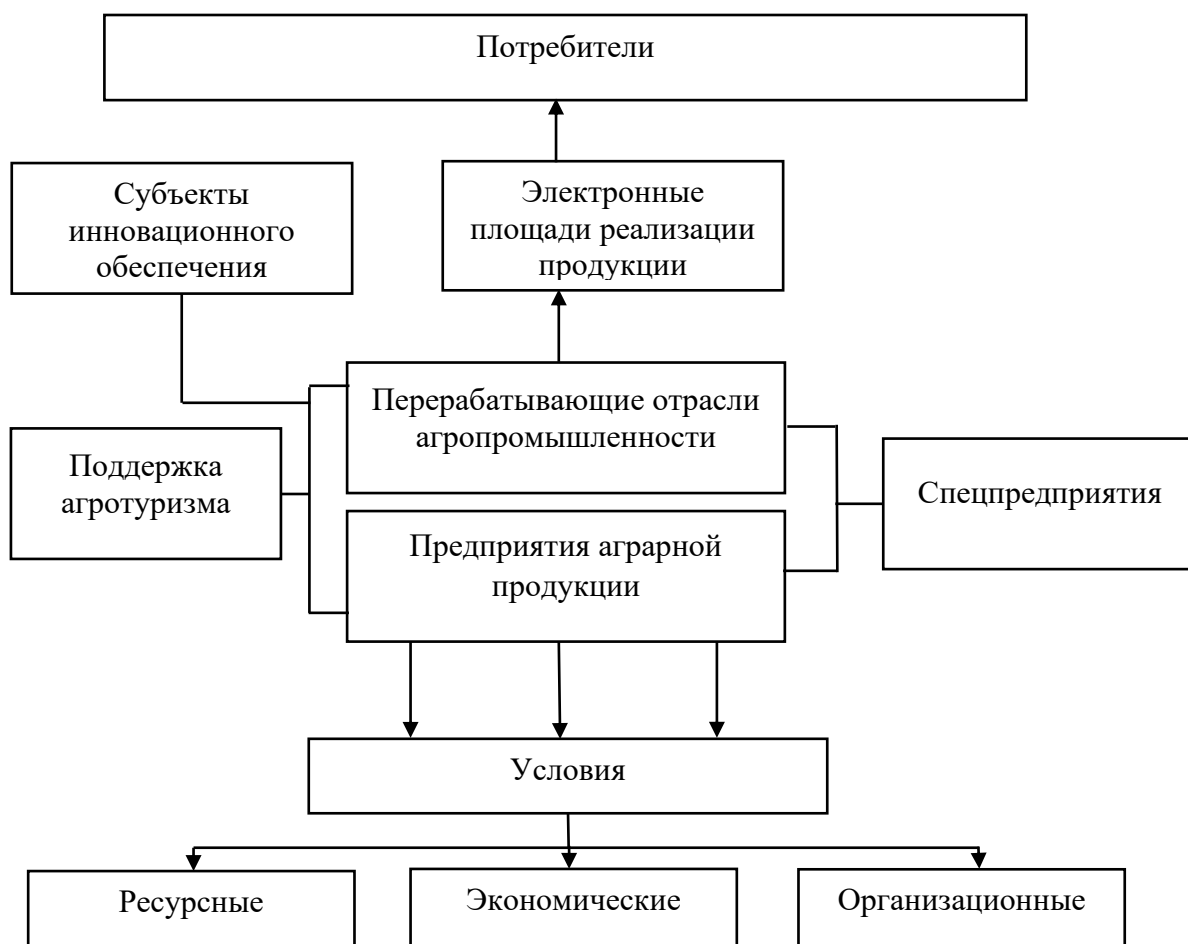 Потребители
Субъекты
инновационного
обеспечения
Электронные
площади реализации
продукции
Перерабатывающие отрасли
агропромышленности
Поддержка
агротуризма
Спецпредприятия
Предприятия аграрной
продукции
Условия
Ресурсные
Экономические
Организационные